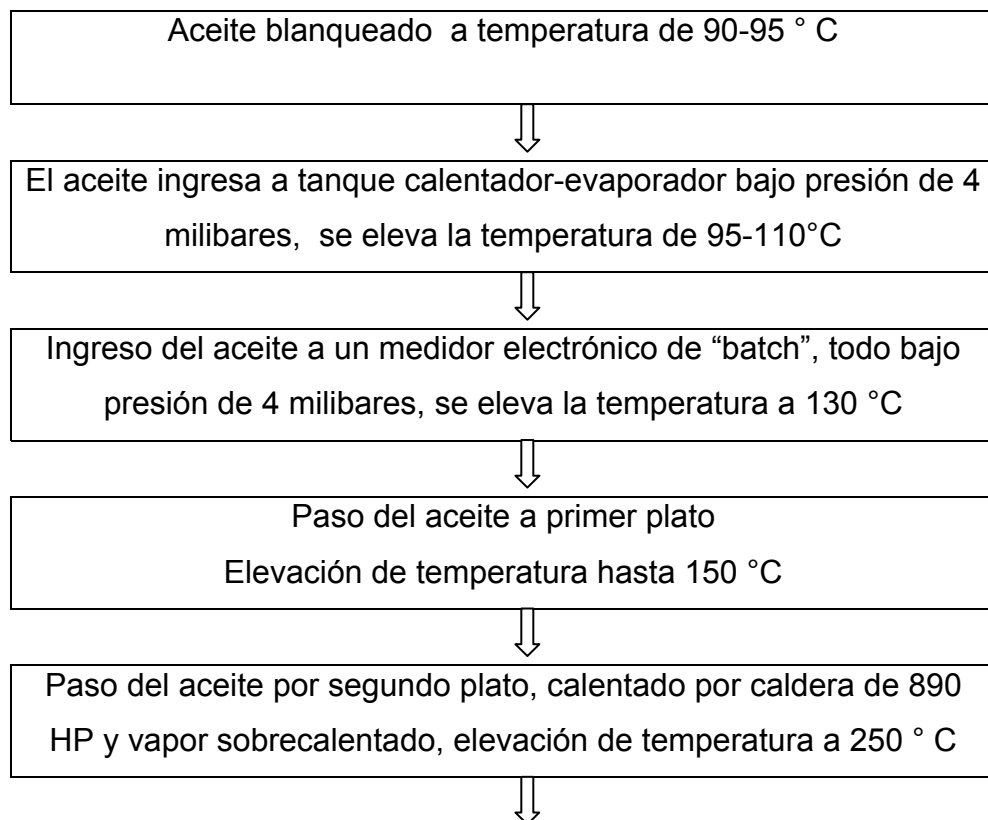 Aceite blanqueado  a temperatura de 90-95 ° C
El aceite ingresa a tanque calentador-evaporador bajo presión de 4
milibares,  se eleva la temperatura de 95-110°C
Ingreso del aceite a un medidor electrónico de “batch”, todo bajo
presión de 4 milibares, se eleva la temperatura a 130 °C
Paso del aceite a primer plato
Elevación de temperatura hasta 150 °C
Paso del aceite por segundo plato, calentado por caldera de 890
HP y vapor sobrecalentado, elevación de temperatura a 250 ° C